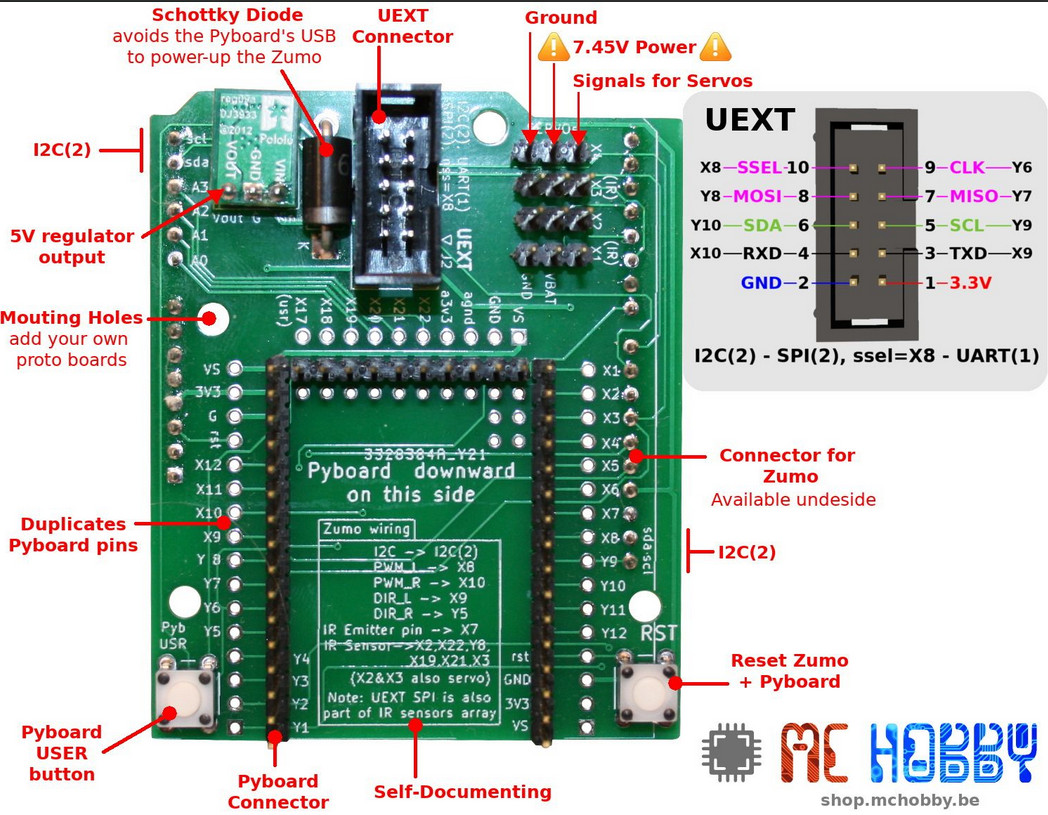 Schottky Diode
avoids the Pyboard's USB
to power-up the Zumo
UEXT
Connector
Ground
7.45V Power
Signals for Servos
I2C(2)
5V regulator
output
Mouting Holes
add your own
proto boards
Duplicates
Pyboard pins
Pyboard
USER
button
Pyboard
Connector
Self-Documenting
Connector for
Zumo
Available undeside
I2C(2)
Reset Zumo
+ Pyboard
UEXT
X8 SSEL 10 9 CLK Y6
Y8 MOSI 8 7 MISO Y7
Y10 SDA 6 5 SCL Y9
X10 RXD 4 3 TXD X9
GND 2 1 3.3V
I2C(2) - SPI(2), ssel=X8 - UART(1)
MC HOBBY
shop.mchobby.be
DJ3933
©2012
Pololu
VOUT
GND
VIN
Vout G
scl
sda
A3
A2
A1
A0
K
UEXT
X4
X3
X2
X1
(IR)
(IR)
GND
VBAT
(usr)
X17
X18
X19
X20
X21
X22
a3v3
agnd
GND
VS
VS
3V3
G
rst
X12
X11
X10
X9
Y8
Y7
Y6
Y5
Y4
Y3
Y2
Y1
X1
X2
X3
X4
X5
X6
X7
X8
Y9
Y10
Y11
Y12
rst
GND
3V3
VS
sda
scl
3328384A_Y21
Pyboard downward
on this side
Zumo wiring
I2C -> I2C(2)
PWM_L -> X8
PWM_R -> X10
DIR_L -> X9
DIR_R -> Y5
IR Emitter pin --> X7
IR Sensor->X2,X22,Y8,
X19,X21,X3
(X2&X3 also servo)
Note: UEXT SPI is also
part of IR sensors array
Pyb
USR
RST